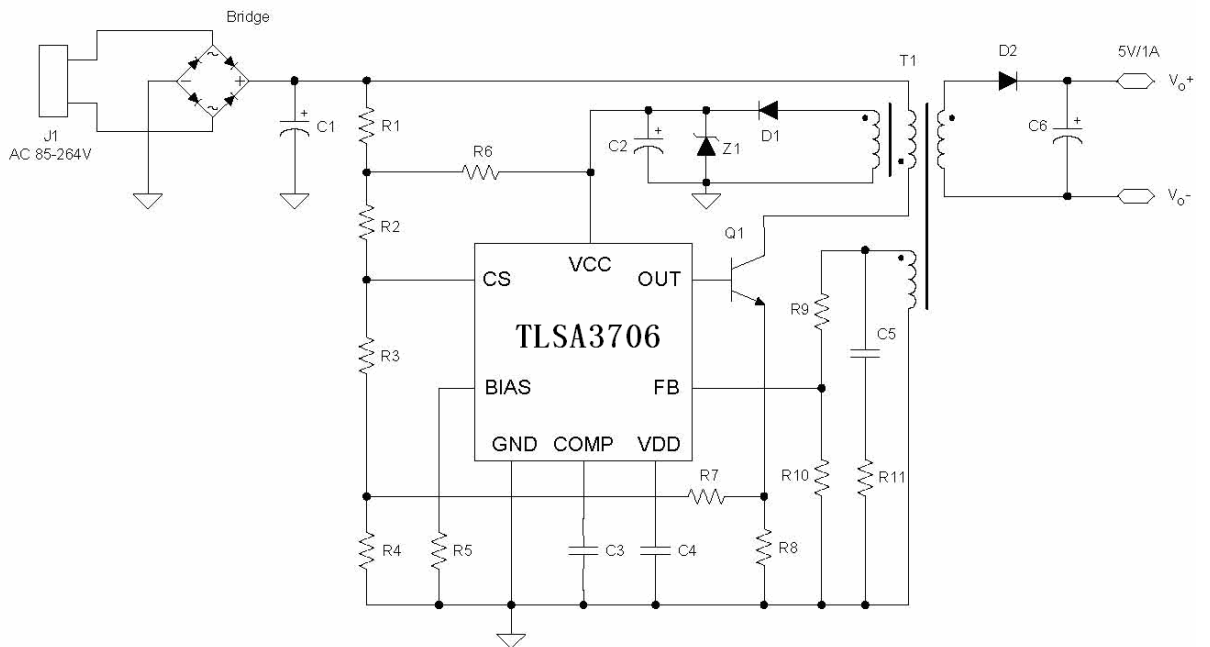 Bridge
J1
AC 85-264V
C1
R1
R6
C2
Z1
D1
T1
D2
5V/1A
Vo+
C6
Vo-
R2
Q1
VCC
CS
OUT
R9
C5
TLSA3706
R3
BIAS
FB
GND
COMP
VDD
R7
R10
R11
R4
R5
C3
C4
R8